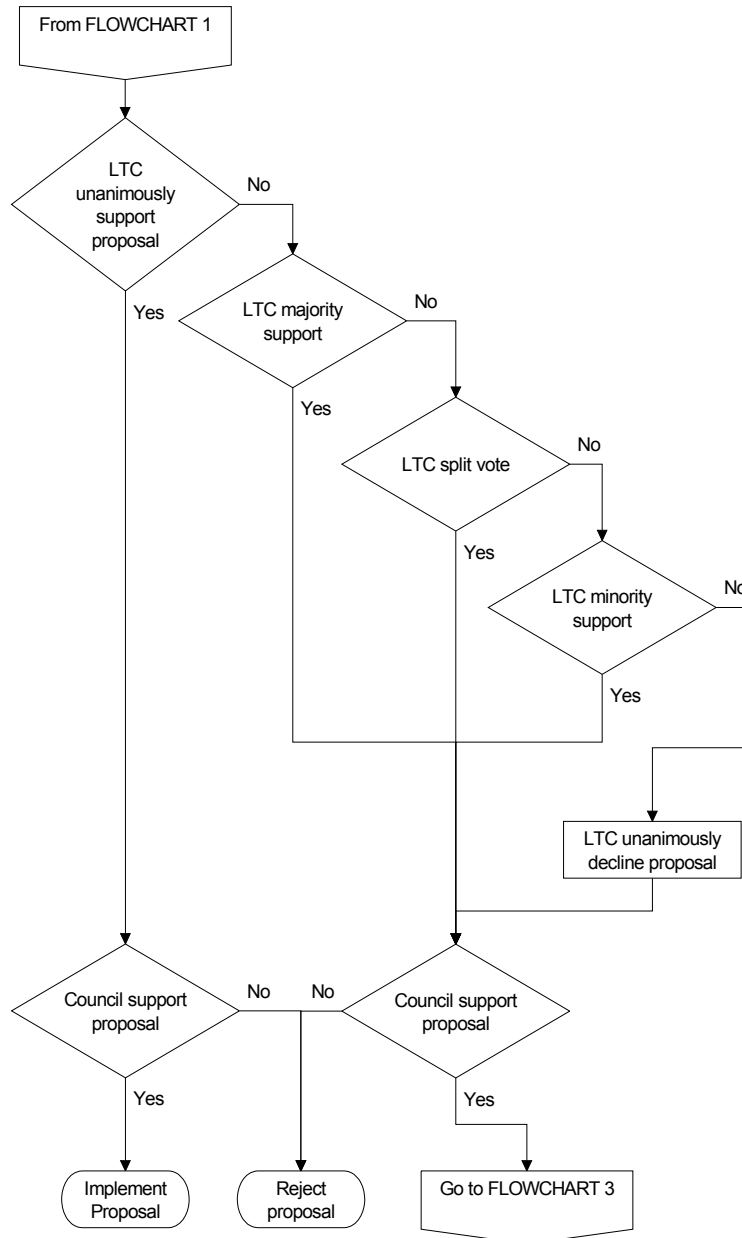 From FLOWCHART 1
LTC
unanimously
support
proposal
No
Yes
LTC majority
support
No
Yes
LTC split vote
No
Yes
LTC minority
support
No
Yes
LTC unanimously
decline proposal
Council support
proposal
No
No
Council support
proposal
Yes
Yes
Implement
Proposal
Reject
proposal
Go to FLOWCHART 3